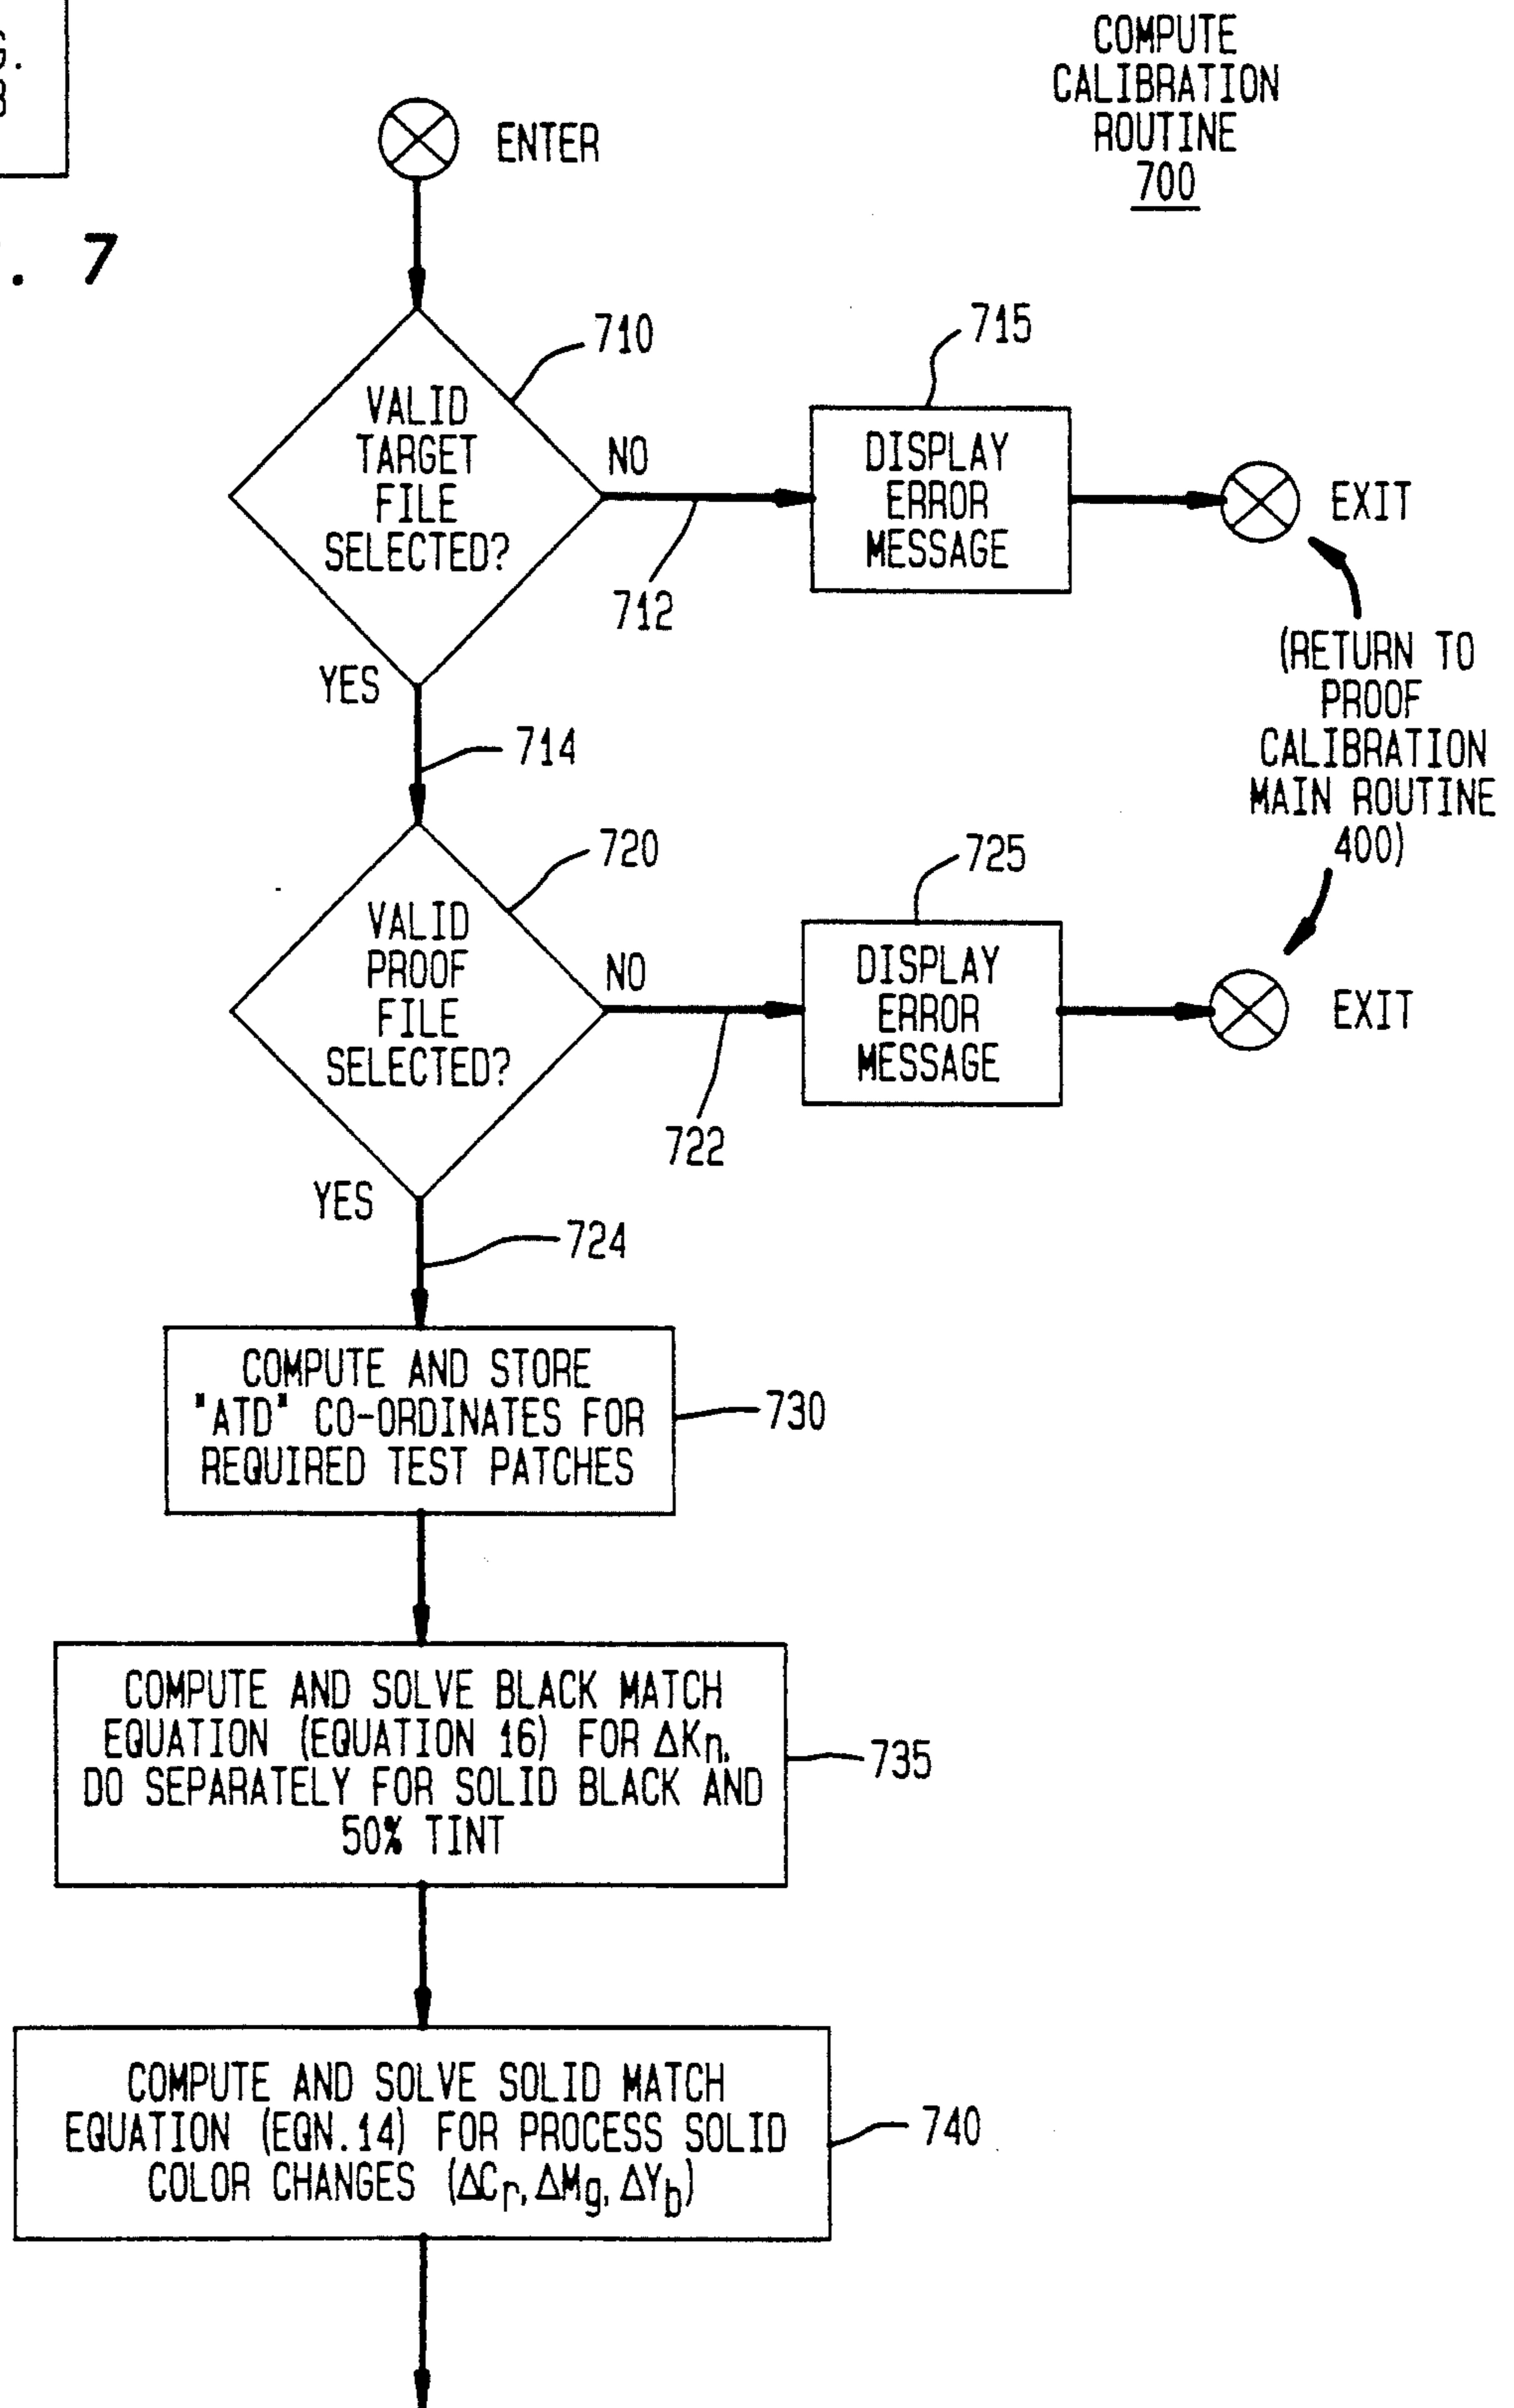 G.
. 7
COMPUTE
CALIBRATION
ROUTINE
700
ENTER
710
VALID
TARGET
FILE
SELECTED?
NO
712
715
DISPLAY
ERROR
MESSAGE
EXIT
(RETURN TO
PROOF
CALIBRATION
MAIN ROUTINE
400)
YES
714
720
VALID
PROOF
FILE
SELECTED?
NO
722
725
DISPLAY
ERROR
MESSAGE
EXIT
YES
724
COMPUTE AND STORE
"ATD" CO-ORDINATES FOR
REQUIRED TEST PATCHES
730
COMPUTE AND SOLVE BLACK MATCH
EQUATION (EQUATION 16) FOR ΔKn.
DO SEPARATELY FOR SOLID BLACK AND
50% TINT
735
COMPUTE AND SOLVE SOLID MATCH
EQUATION (EQN.14) FOR PROCESS SOLID
COLOR CHANGES (ΔCr, ΔMg, ΔYb)
740